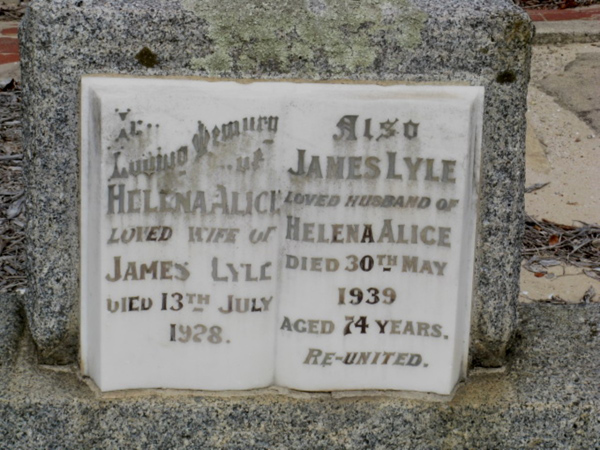 In
Loving Memory
of
HELENA ALICE
LOVED WIFE OF
JAMES LYLE
DIED 13TH JULY
1928.
Also
JAMES LYLE
LOVED HUSBAND OF
HELENA ALICE
DIED 30TH MAY
1939
AGED 74 YEARS.
RE-UNITED.